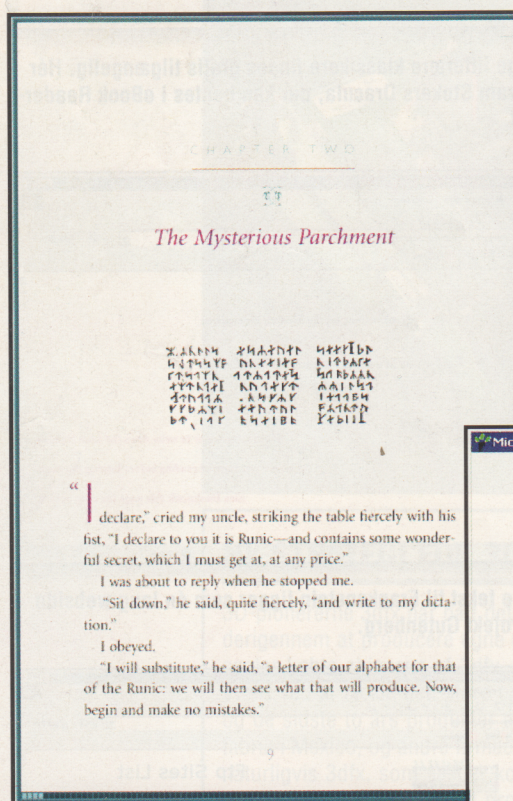 CHAPTER TWO
The Mysterious Parchment
“I declare,” cried my uncle, striking the table fiercely with his
fist, “I declare to you it is Runic—and contains some wonder-
ful secret, which I must get at, at any price.”
I was about to reply when he stopped me.
“Sit down,” he said, quite fiercely, “and write to my dicta-
tion.”
I obeyed.
“I will substitute,” he said, “a letter of our alphabet for that
of the Runic: we will then see what that will produce. Now,
begin and make no mistakes.”
9
Mic